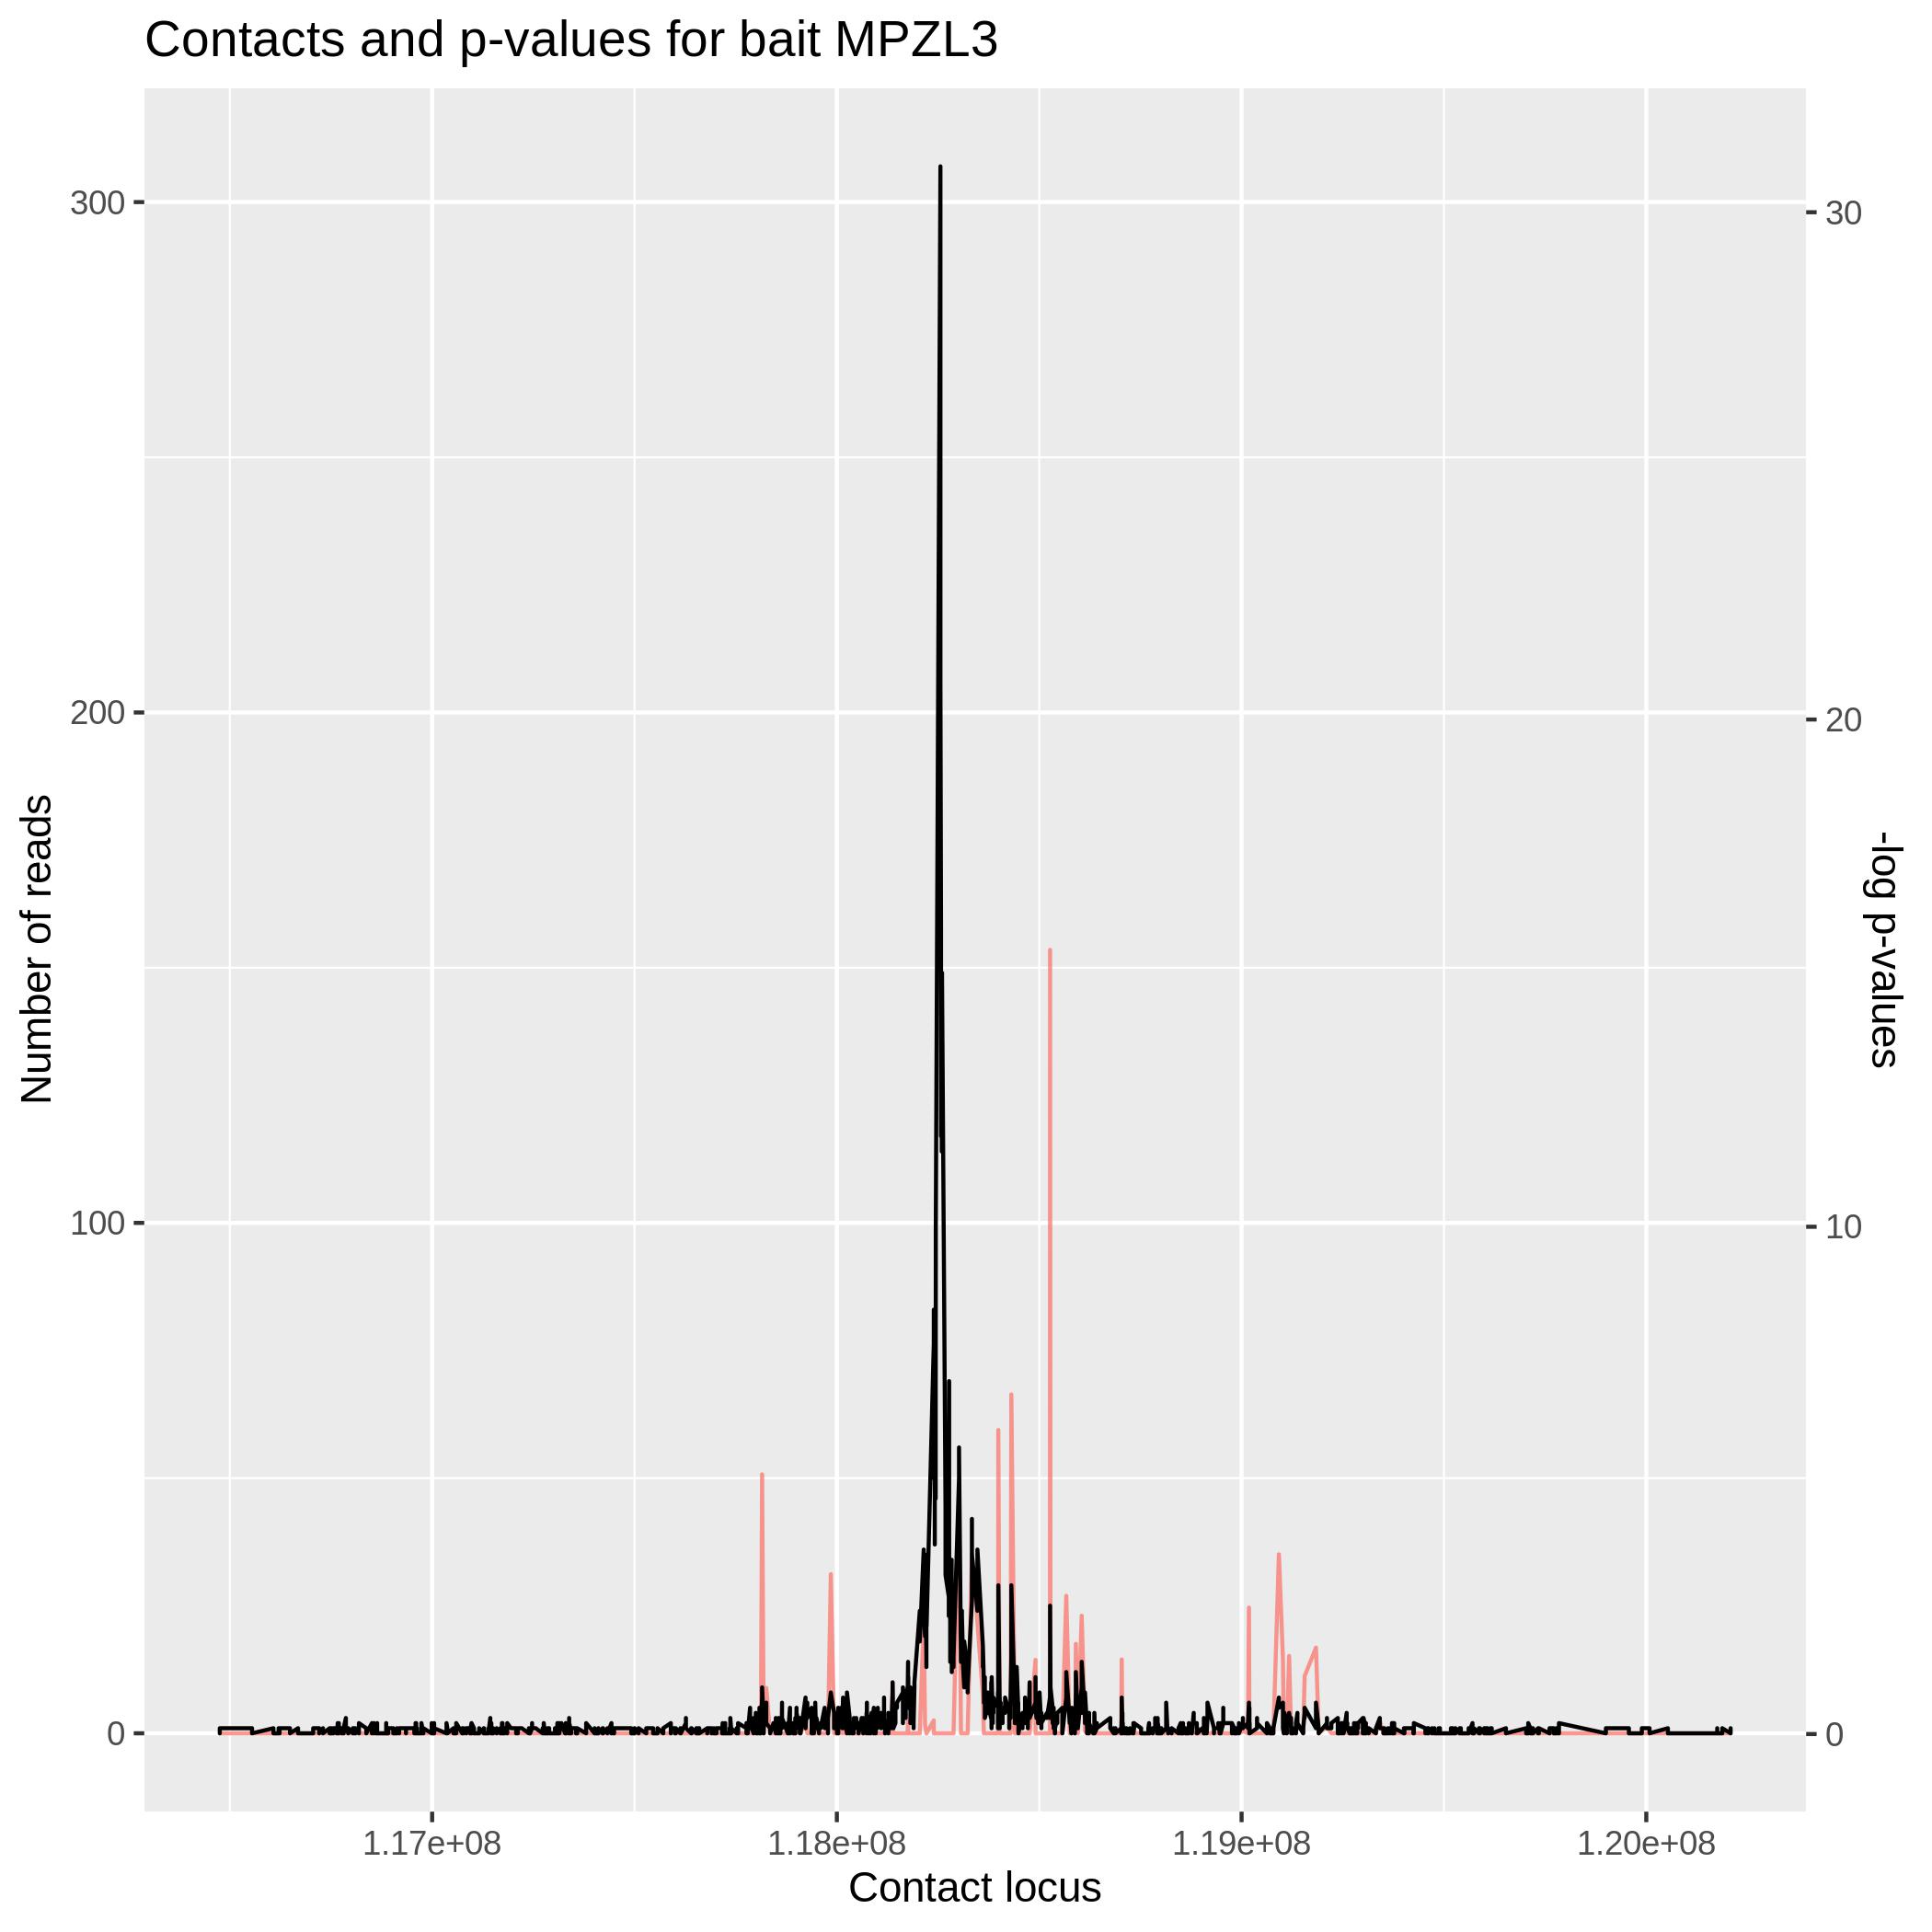 Contacts and p-values for bait MPZL3
300
200
100
0
30
20
10
0
Number of reads
-log p-values
1.17e+08
1.18e+08
1.19e+08
1.20e+08
Contact locus